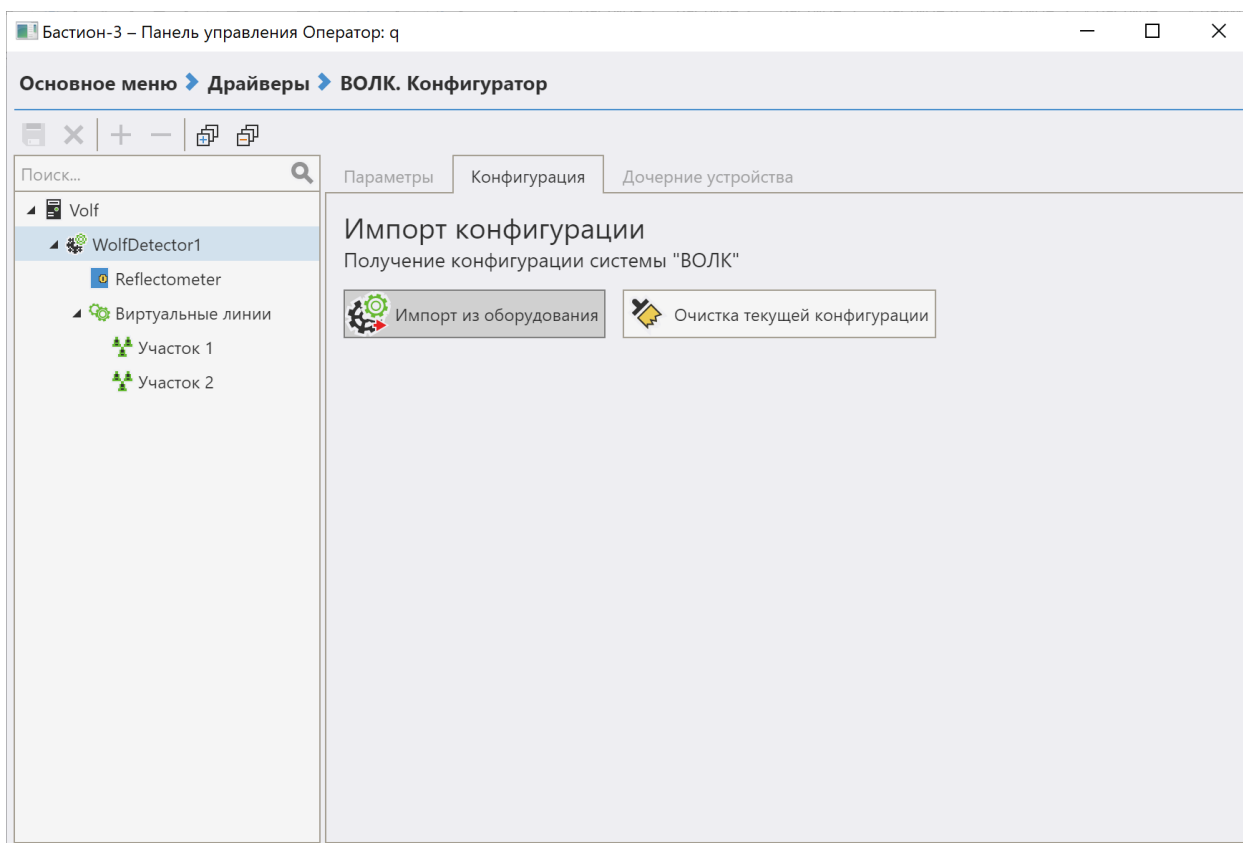 Бастион-3 – Панель управления Оператор: q
Основное меню Драйверы ВОЛК. Конфигуратор
Поиск...
Параметры Конфигурация Дочерние устройства
Volf
WolfDetector1
Reflectometer
Виртуальные линии
Участок 1
Участок 2
Импорт конфигурации
Получение конфигурации системы "ВОЛК"
Импорт из оборудования Очистка текущей конфигурации